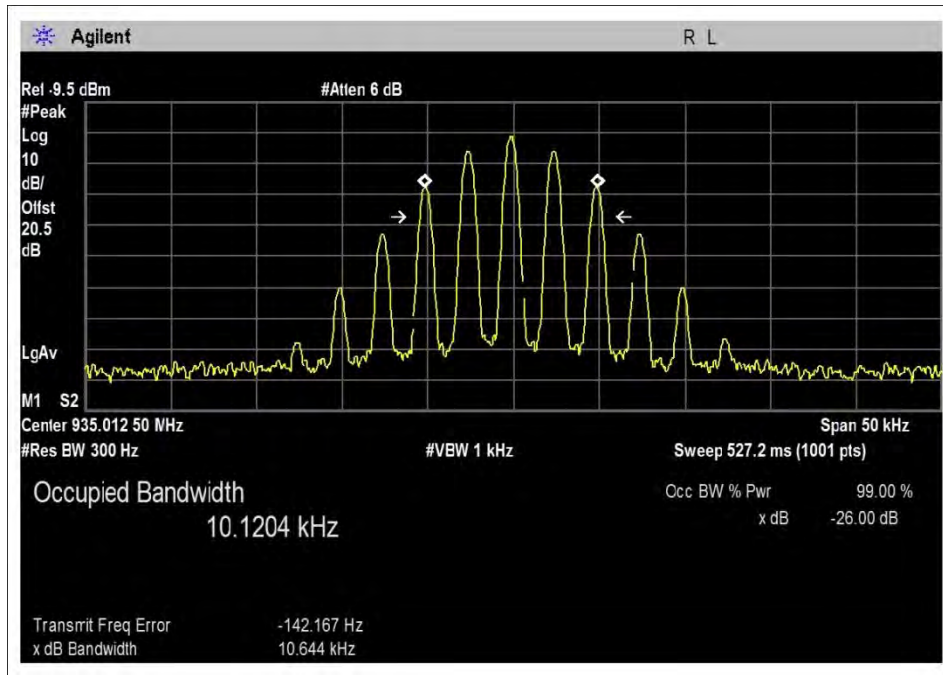 Agilent R L
Ref -9.5 dBm #Atten 6 dB
#Peak
Log
10
dB/
Offst
20.5
dB
LgAv
M1 S2
Center 935.012 50 MHz Span 50 kHz
#Res BW 300 Hz #VBW 1 kHz Sweep 527.2 ms (1001 pts)
Occupied Bandwidth Occ BW % Pwr 99.00 %
10.1204 kHz x dB -26.00 dB
Transmit Freq Error -142.167 Hz
x dB Bandwidth 10.644 kHz